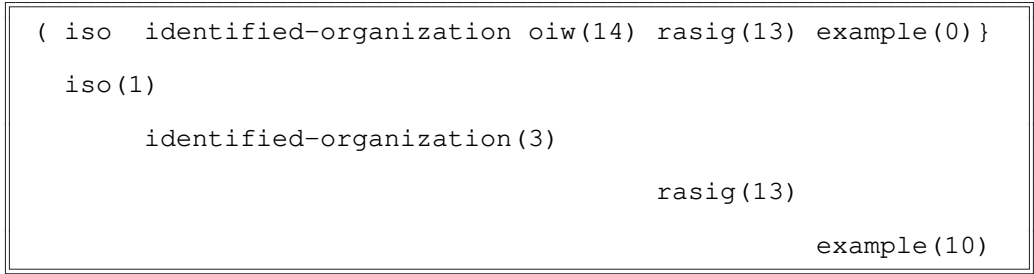 ( iso identified-organization oiw(14) rasig(13) example(0)}
iso(1)
identified-organization(3)
rasig(13)
example(10)